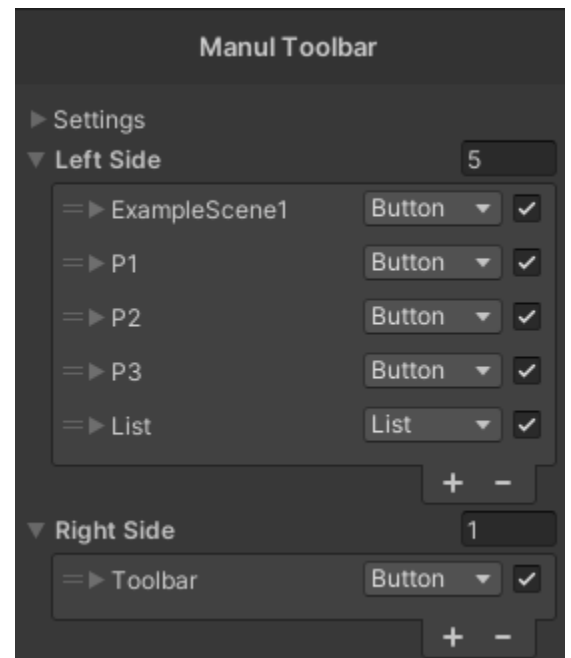 Manul Toolbar
Settings
Left Side 5
ExampleScene1 Button
P1 Button
P2 Button
P3 Button
List List
+ -
Right Side 1
Toolbar Button
+ -